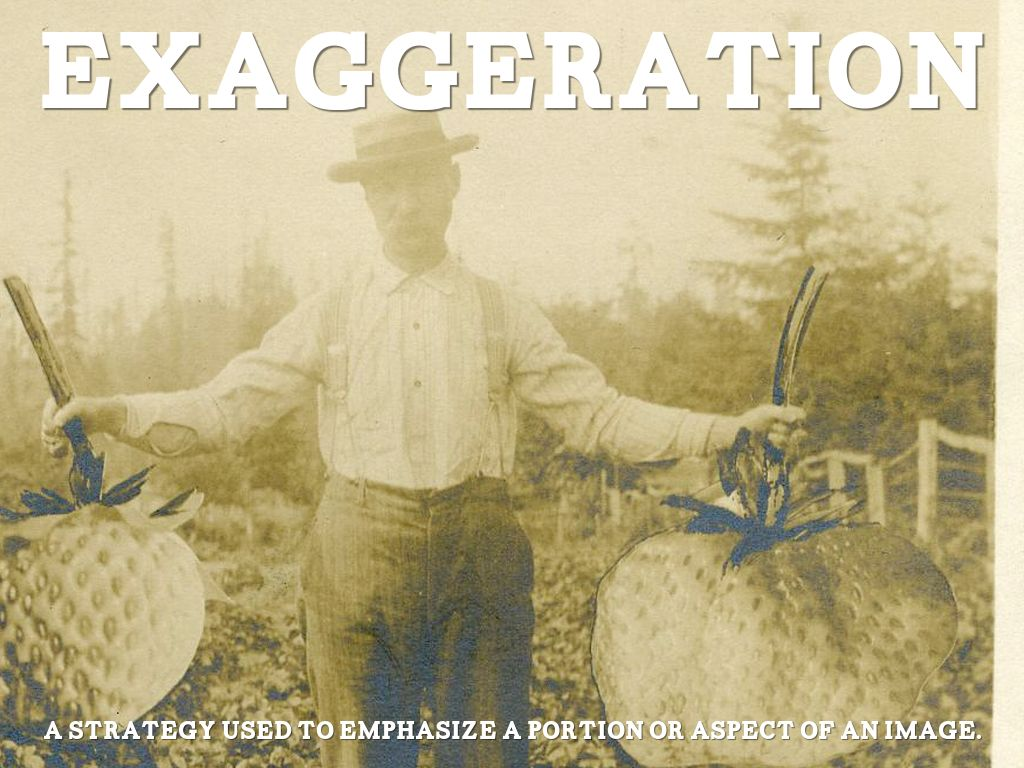 EXAGGERATION
A STRATEGY USED TO EMPHASIZE A PORTION OR ASPECT OF AN IMAGE.